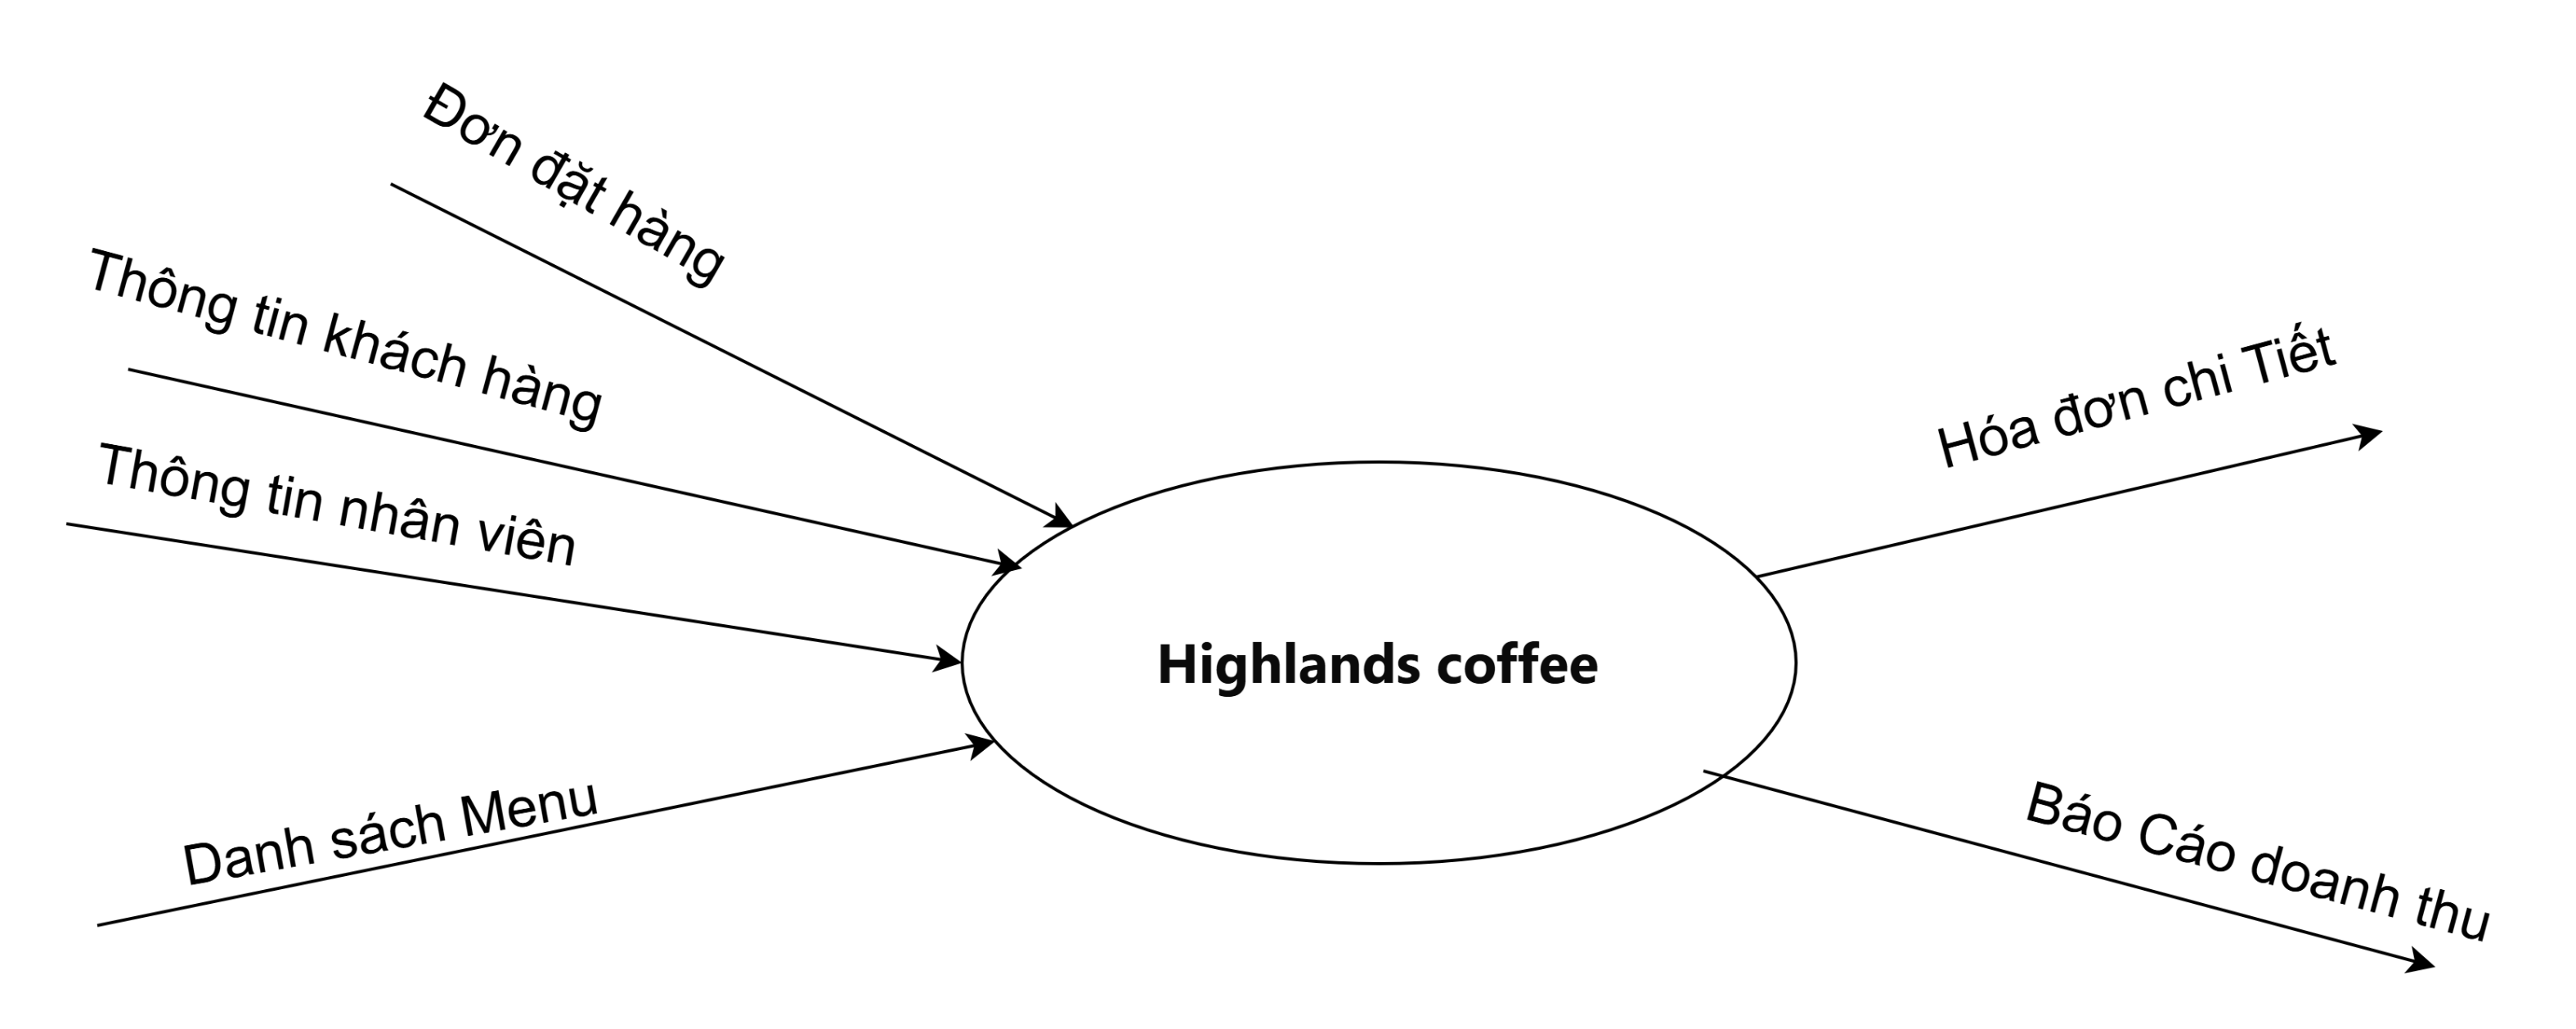 Đơn đặt hàng
Thông tin khách hàng
Thông tin nhân viên
Danh sách Menu
Highlands coffee
Hóa đơn chi Tiết
Báo Cáo doanh thu